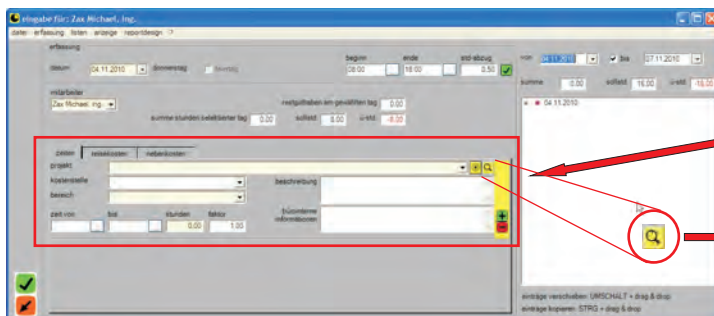 eingabe für: Zax Michael, Ing.
datei erfassung listen anzeige reportdesign ?
erfassung
datum 04.11.2010 donnerstag feiertag
beginn ende std-abzug
08:00 16:00 0.50
von 04.11.2010 bis 07.11.2010
summe 0.00 sollstd 16.00 ü-std
mitarbeiter
Zax Michael, Ing.
restguthaben am gewählten tag 0.00
summe stunden selektierter tag 0.00 sollstd 8.00 ü-std. -8.00
04.11.2010
zeiten reisekosten nebenkosten
projekt
kostenstelle
beschreibung
bereich
zeit von bis stunden faktor
0.00 1.00
bürointerne
informationen
einträge verschieben: UMSCHALT + drag & drop
einträge kopieren: STRG + drag & drop